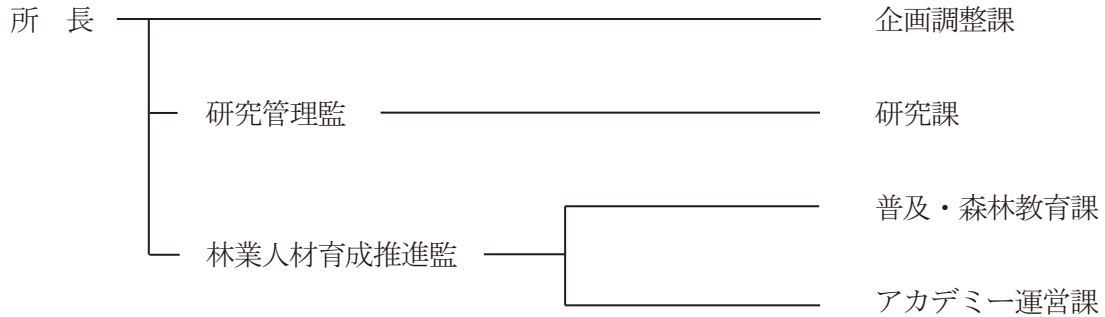 所　長　企画調整課
研究管理監　研究課
普及・森林教育課
林業人材育成推進監
アカデミー運営課